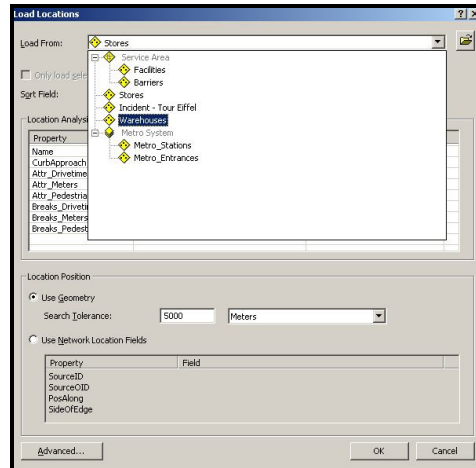 Load Locations
Load From: Stores
Service Area
Facilities
Barriers
Stores
Incident - Tour Eiffel
Warehouses
Metro System
Metro_Stations
Metro_Entrances
Only load sele
Sort Field:
Location Analysi
Property
Name
CurbApproach
Attr_Drivetime
Attr_Meters
Attr_Pedestria
Breaks_Driveti
Breaks_Meters
Breaks_Pedest
Location Position
Use Geometry
Search Tolerance: 5000 Meters
Use Network Location Fields
Property Field
SourceID
SourceOID
PosAlong
SideOfEdge
Advanced... OK Cancel